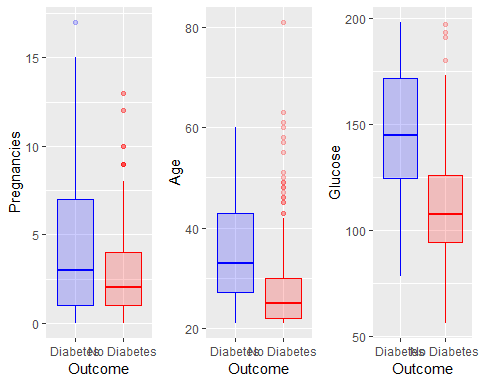 Pregnancies
15
10
5
0
Diabetes No Diabetes
Outcome
Age
80
60
40
20
Diabetes No Diabetes
Outcome
Glucose
200
150
100
50
Diabetes No Diabetes
Outcome